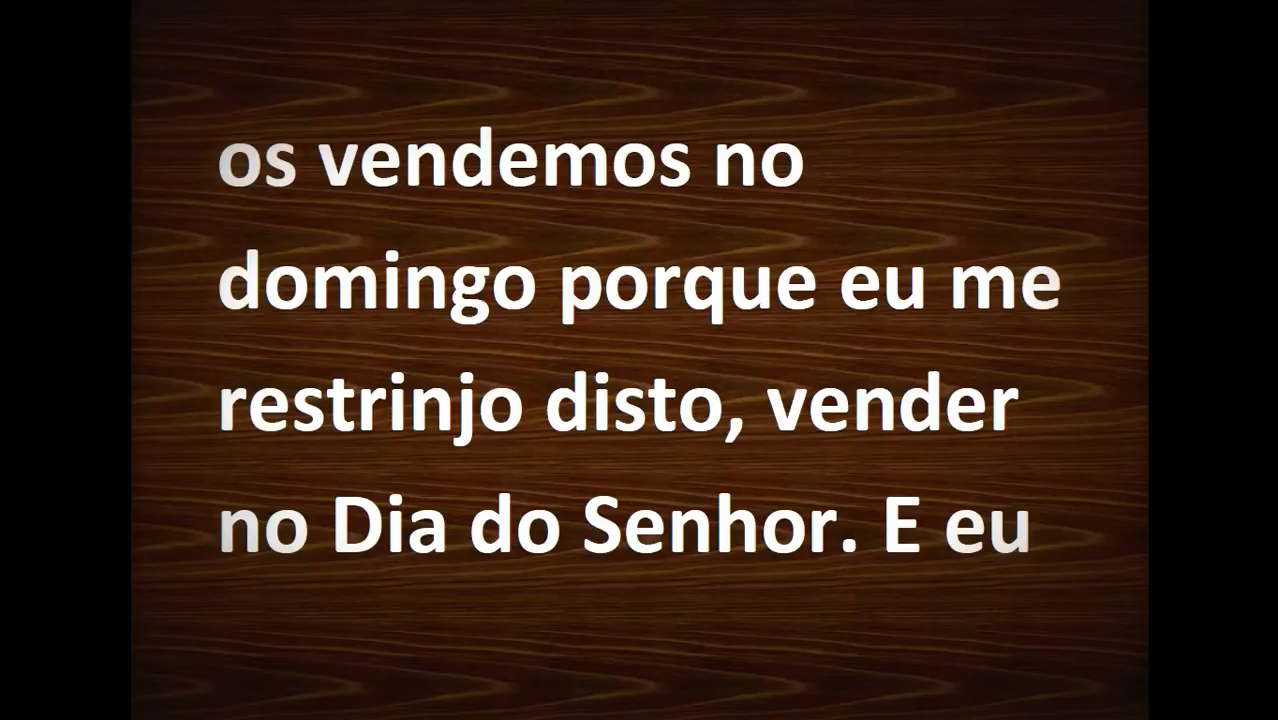 os vendemos no
domingo porque eu me
restrinjo disto, vender
no Dia do Senhor. E eu